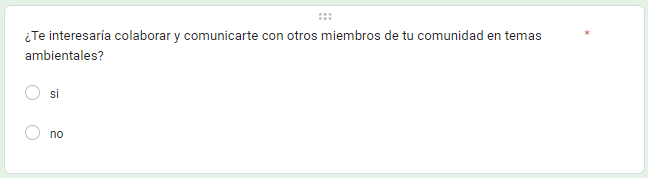 ¿Te interesaría colaborar y comunicarte con otros miembros de tu comunidad en temas *
ambientales?
si
no